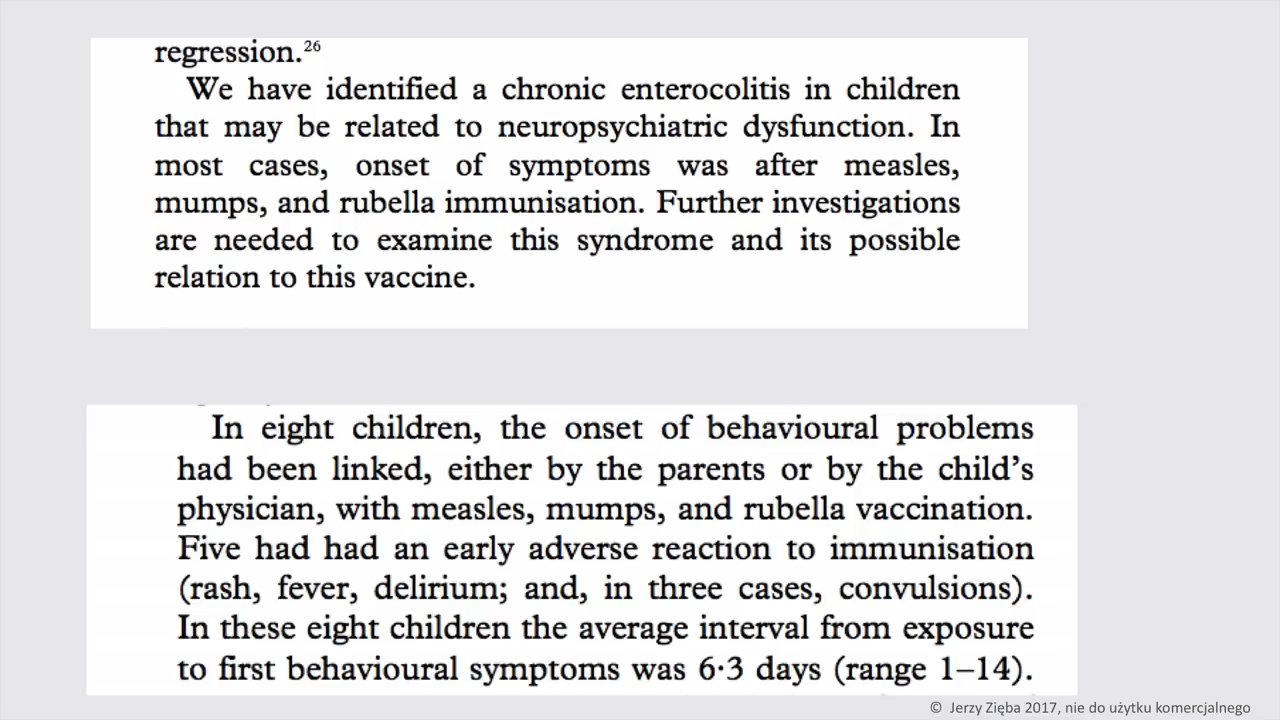 regression.26
We have identified a chronic enterocolitis in children
that may be related to neuropsychiatric dysfunction. In
most cases, onset of symptoms was after measles,
mumps, and rubella immunisation. Further investigations
are needed to examine this syndrome and its possible
relation to this vaccine.
In eight children, the onset of behavioural problems
had been linked, either by the parents or by the child's
physician, with measles, mumps, and rubella vaccination.
Five had had an early adverse reaction to immunisation
(rash, fever, delirium; and, in three cases, convulsions).
In these eight children the average interval from exposure
to first behavioural symptoms was 6·3 days (range 1–14).
© Jerzy Zięba 2017, nie do użytku komercjalnego